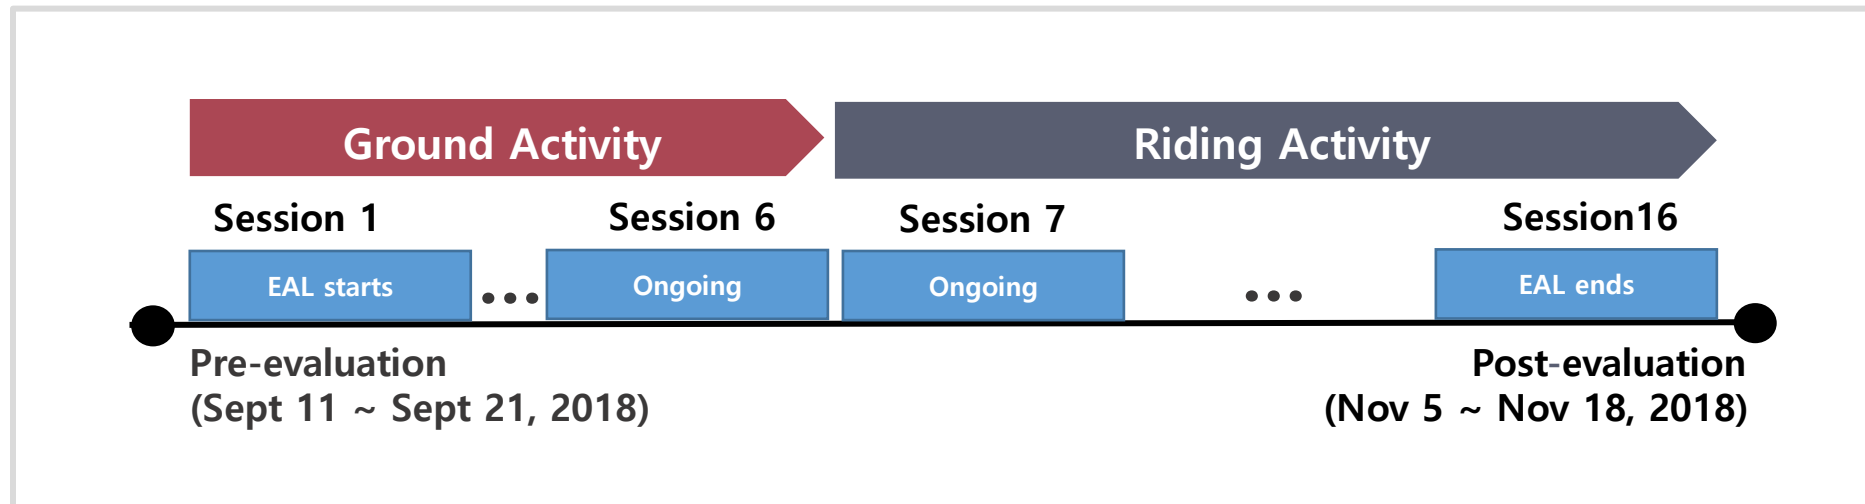 Ground Activity
Riding Activity
Session 1
Session 6
Session 7
Session16
EAL starts
...
Ongoing
Ongoing
...
EAL ends
Pre-evaluation
(Sept 11 ~ Sept 21, 2018)
Post-evaluation
(Nov 5 ~ Nov 18, 2018)